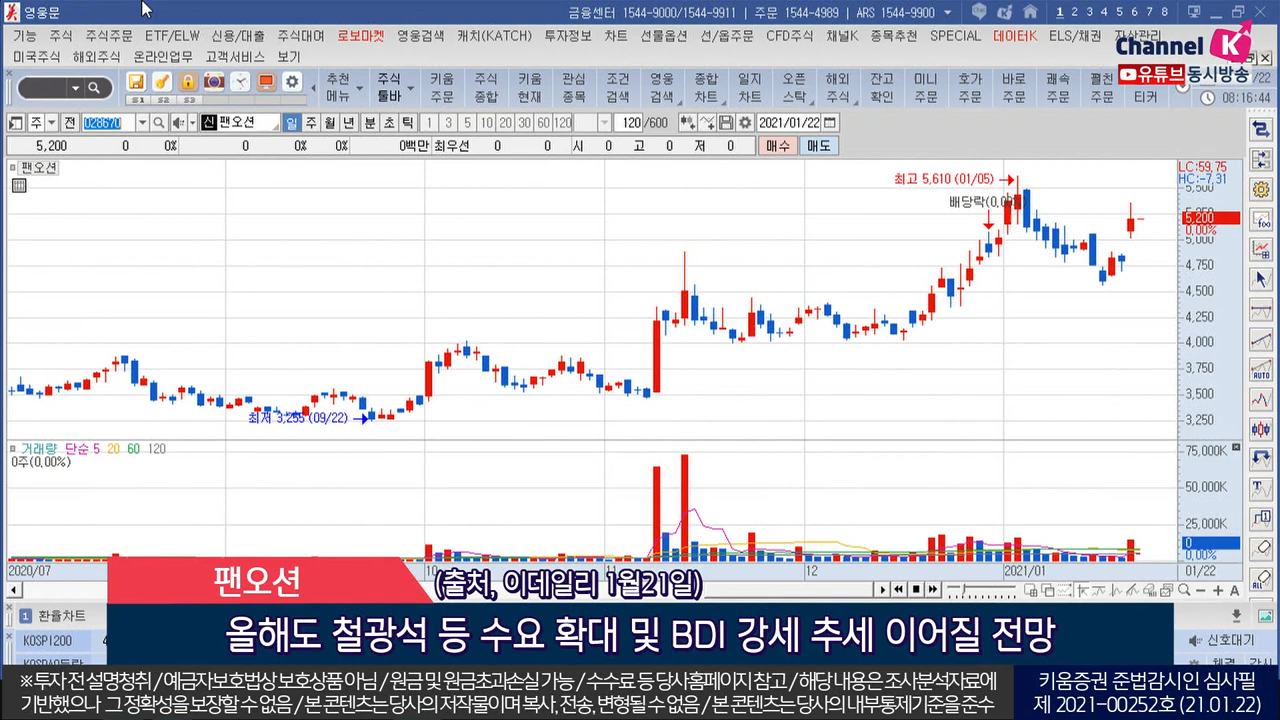 영웅문
금융센터 1544-9000/1544-9911 | 주문 1544-4989 | ARS 1544-9900
1 2 3 4 5 6 7 8
기능 주식 주식주문 ETF/ELW 신용/대출 주식대여 로보마켓 영웅검색 캐치(KATCH) 투자정보 차트 선물옵션 선/옵주문 CFD주식 채널K 종목추천 SPECIAL 데이터K ELS/채권 자산관리
미국주식 해외주식 온라인업무 고객서비스 보기
Channel K
유튜브동시방송
추천 주식 키움 주식 키움 관심 조건 영웅 종합 일지 오픈 해외 잔고 미니 호가 바로 쾌속 펼친
메뉴 툴바 주문 종합 현재 종목 검색 검색 차트 차트 스탁 주식 확인 주문 주문 주문 주문 주문 티커
S1 S2 S3
08:16:44
주 전 028670 신 팬오션 일 주 월 년 분 초 틱 1 3 5 10 20 30 60 120 120 /600 2021/01/22
5,200 0 0% 0 0% 0% 0백만 최우선 0 0 시 0 고 0 저 0 매수 매도
팬오션
LC:59,75
HC:-7,31
최고 5,610 (01/05)
배당락(0,00%)
5,500
5,250
5,200
0,00%
5,000
4,750
4,500
4,250
4,000
3,750
3,500
3,250
최저 3,255 (09/22)
거래량 단순 5 20 60 120
0주(0,00%)
75,000K
50,000K
25,000K
0
0,00%
2020/07 10 11 12 2021/01 01/22
팬오션
(출처, 이데일리 1월21일)
올해도 철광석 등 수요 확대 및 BDI 강세 추세 이어질 전망
1 환율차트
KOSPI200
신호대기
AUTO
ALL
※ 투자 전 설명청취 / 예금자보호법상 보호상품 아님 / 원금 및 원금초과손실 가능 / 수수료 등 당사홈페이지 참고 / 해당 내용은 조사분석자료에
기반했으나 그 정확성을 보장할 수 없음 / 본 콘텐츠는 당사의 저작물이며 복사, 전송, 변형될 수 없음 / 본 콘텐츠는 당사의 내부통제기준을 준수
키움증권 준법감시인 심사필
제 2021-00252호 (21.01.22)